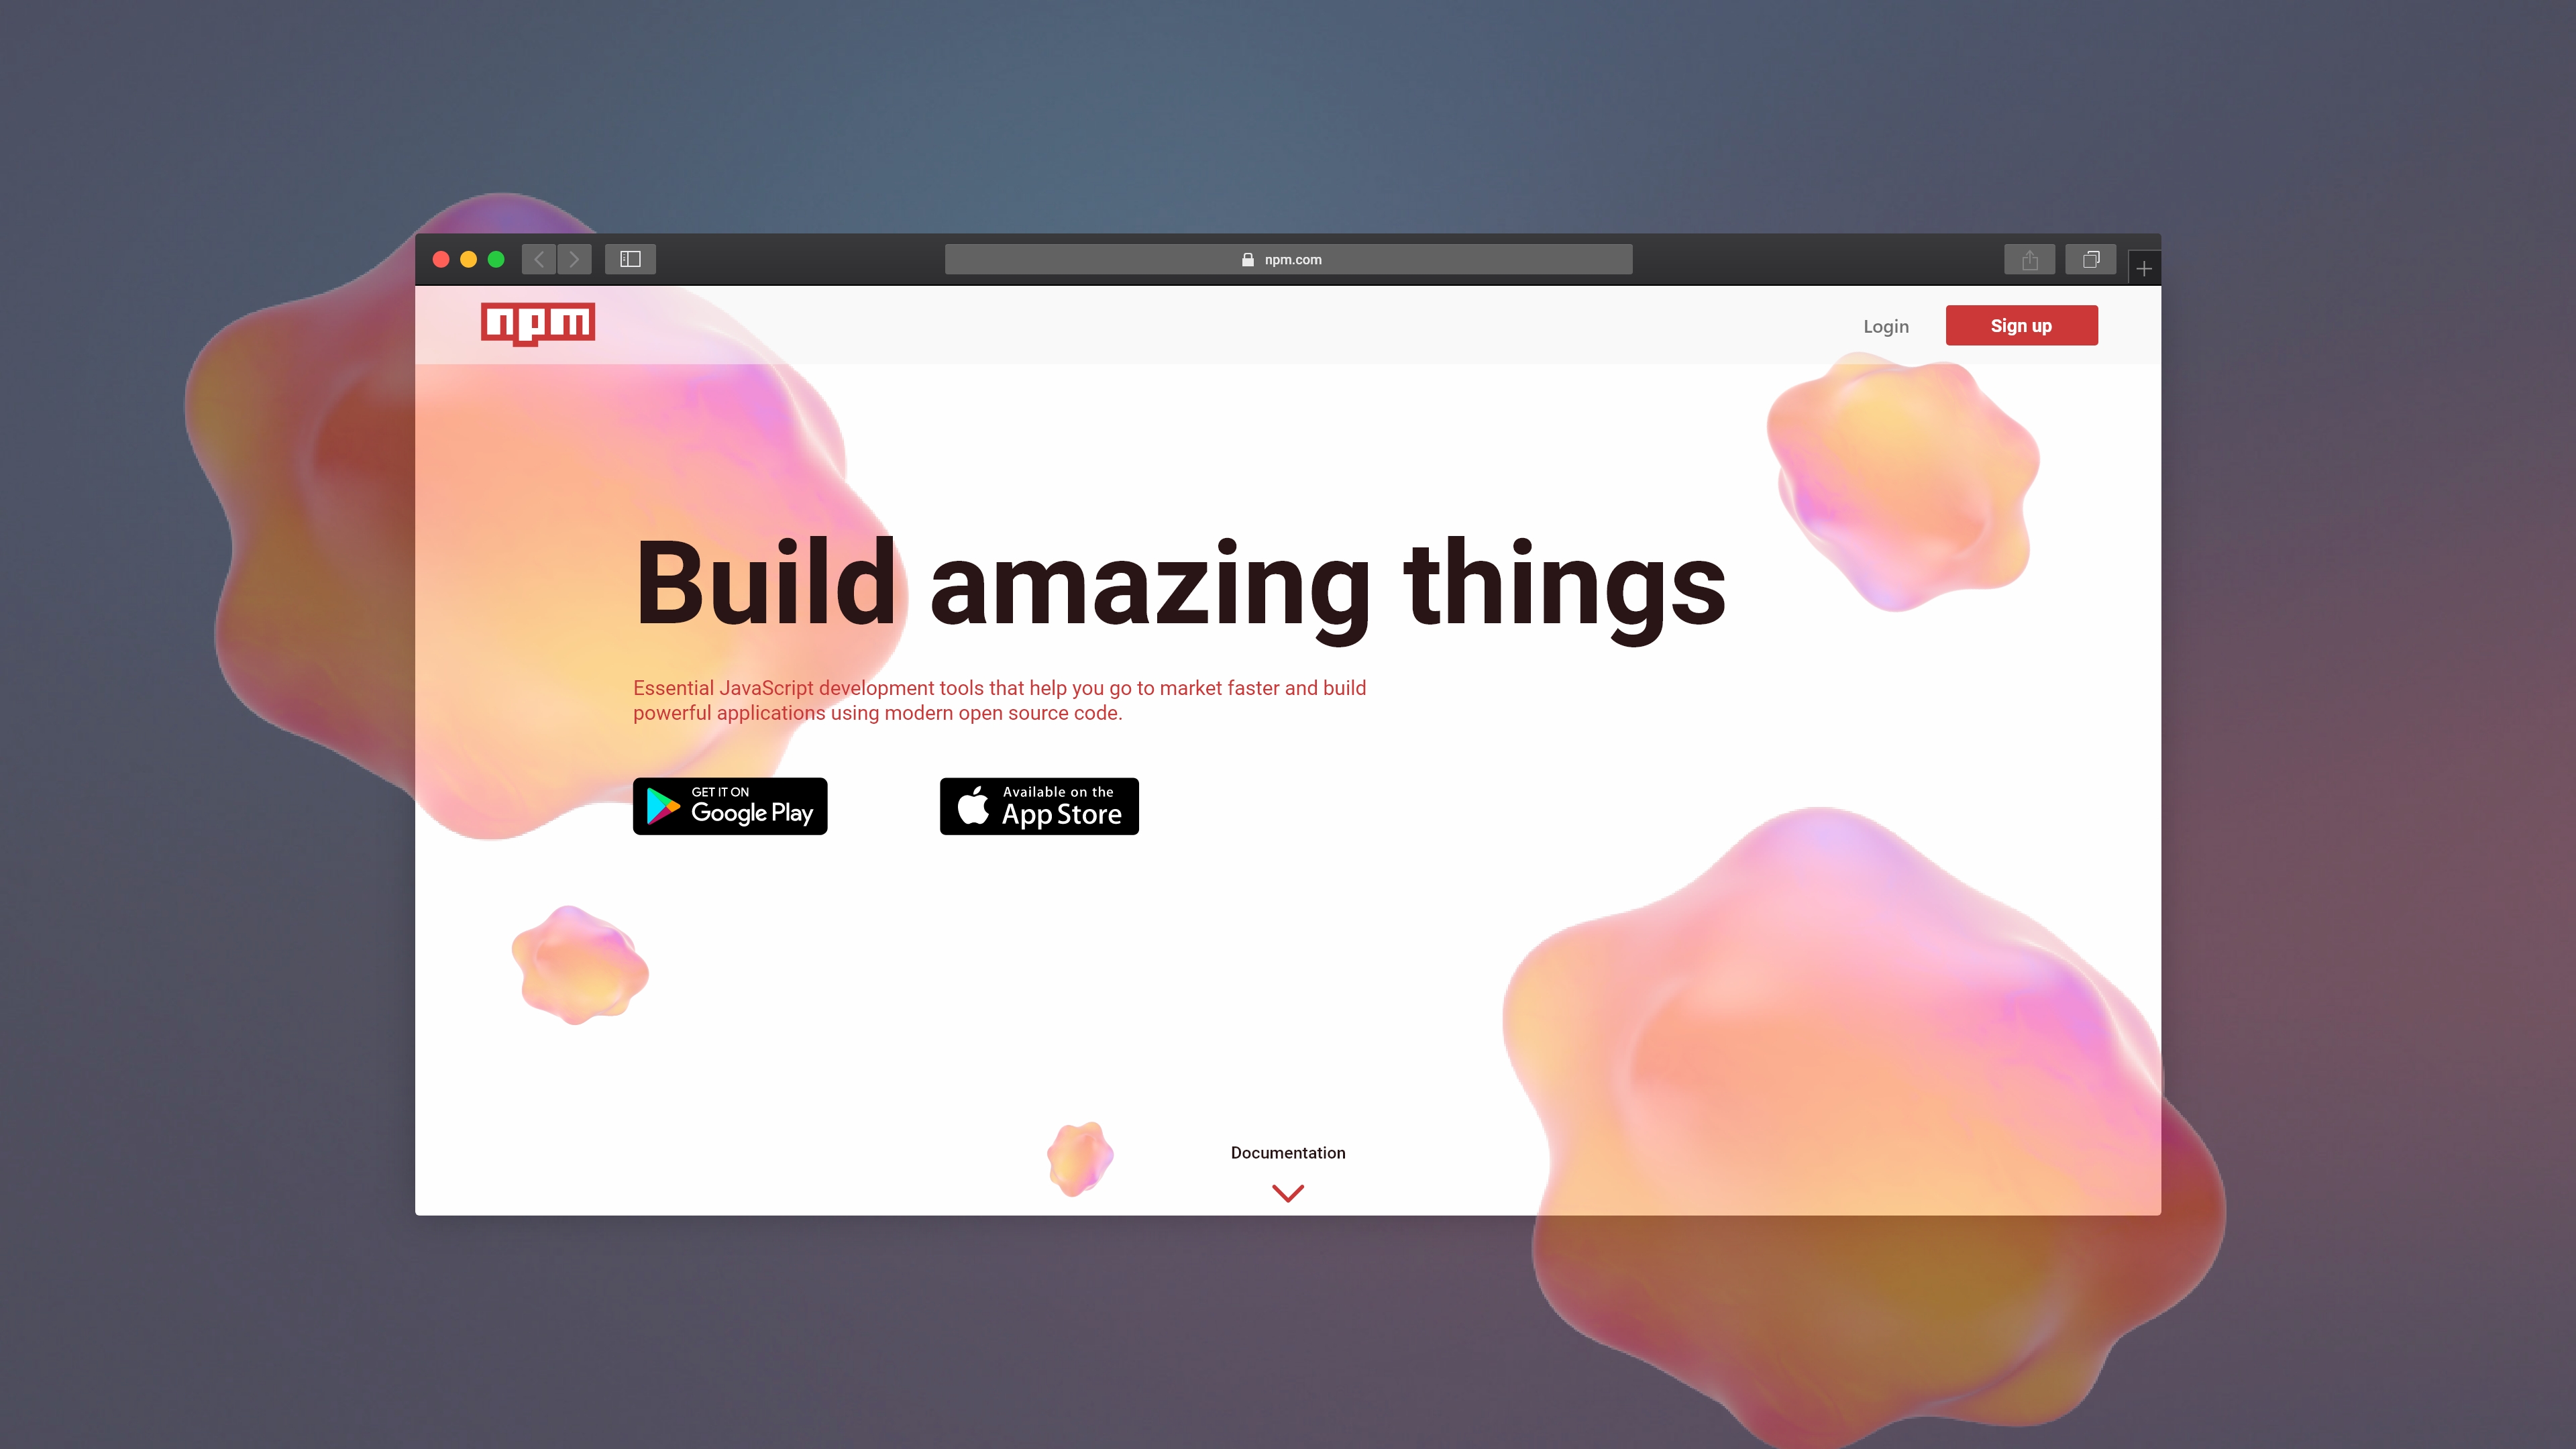 npm.com
npm
Login
Sign up
Build amazing things
Essential JavaScript development tools that help you go to market faster and build
powerful applications using modern open source code.
GET IT ON
Google Play
Available on the
App Store
Documentation